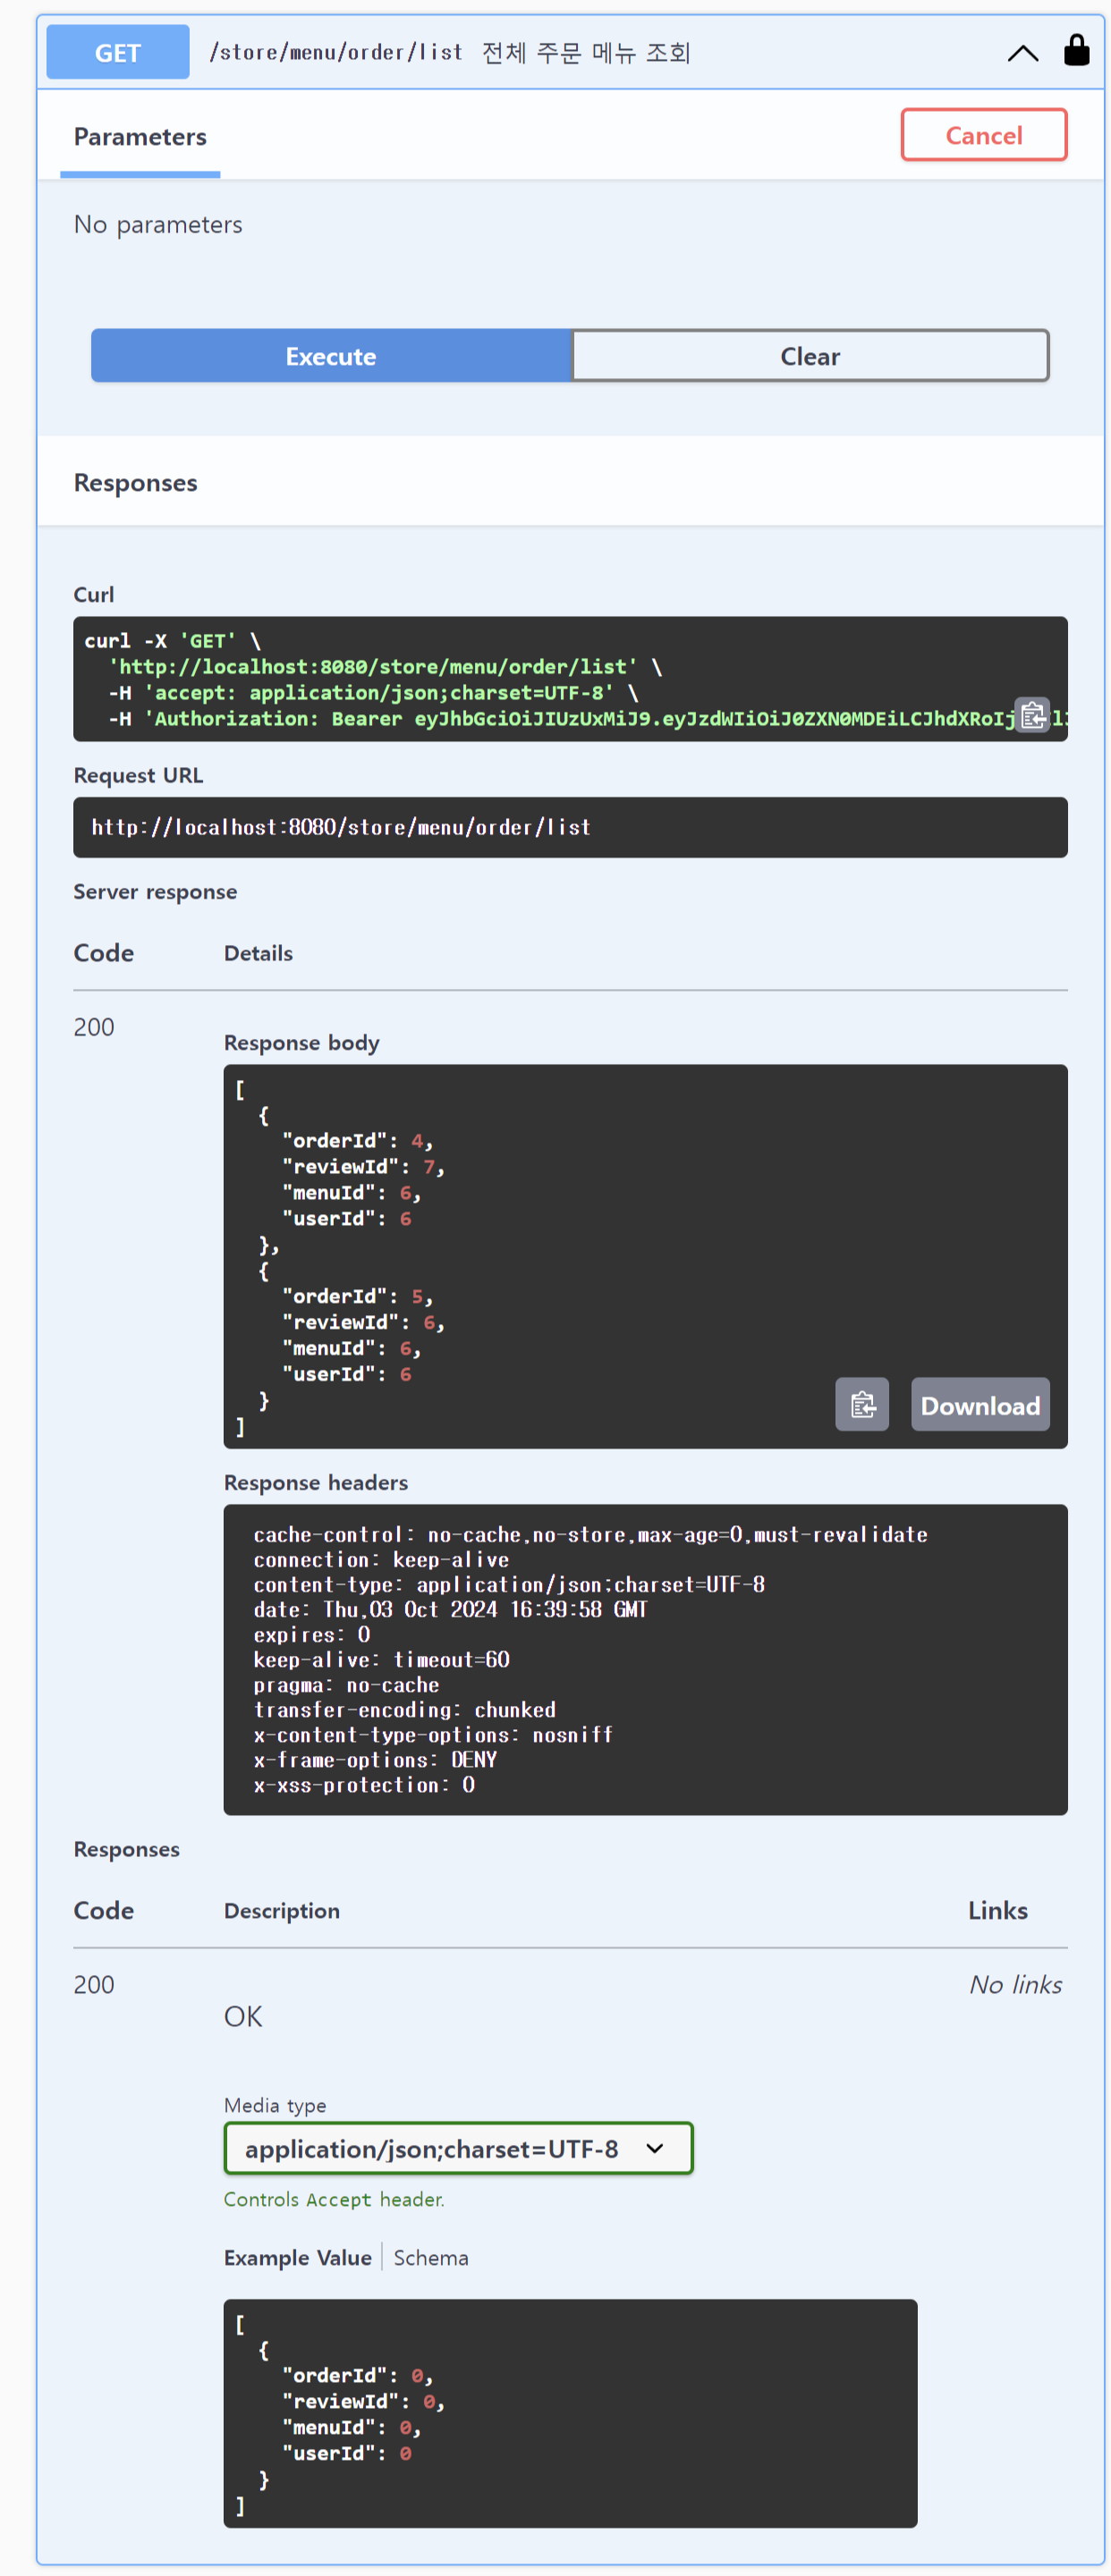 GET /store/menu/order/list 전체 주문 메뉴 조회
Parameters
Cancel
No parameters
Execute
Clear
Responses
Curl
curl -X 'GET' \
  'http://localhost:8080/store/menu/order/list' \
  -H 'accept: application/json;charset=UTF-8' \
  -H 'Authorization: Bearer eyJhbGciOiJIUzUxMiJ9.eyJzdWIiOiJ0ZXN0MDEiLCJhdXRoIj
Request URL
http://localhost:8080/store/menu/order/list
Server response
Code Details
200
Response body
[
  {
    "orderId": 4,
    "reviewId": 7,
    "menuId": 6,
    "userId": 6
  },
  {
    "orderId": 5,
    "reviewId": 6,
    "menuId": 6,
    "userId": 6
  }
]
Download
Response headers
cache-control: no-cache,no-store,max-age=0,must-revalidate
connection: keep-alive
content-type: application/json;charset=UTF-8
date: Thu,03 Oct 2024 16:39:58 GMT
expires: 0
keep-alive: timeout=60
pragma: no-cache
transfer-encoding: chunked
x-content-type-options: nosniff
x-frame-options: DENY
x-xss-protection: 0
Responses
Code Description Links
200 No links
OK
Media type
application/json;charset=UTF-8
Controls Accept header.
Example Value Schema
[
  {
    "orderId": 0,
    "reviewId": 0,
    "menuId": 0,
    "userId": 0
  }
]